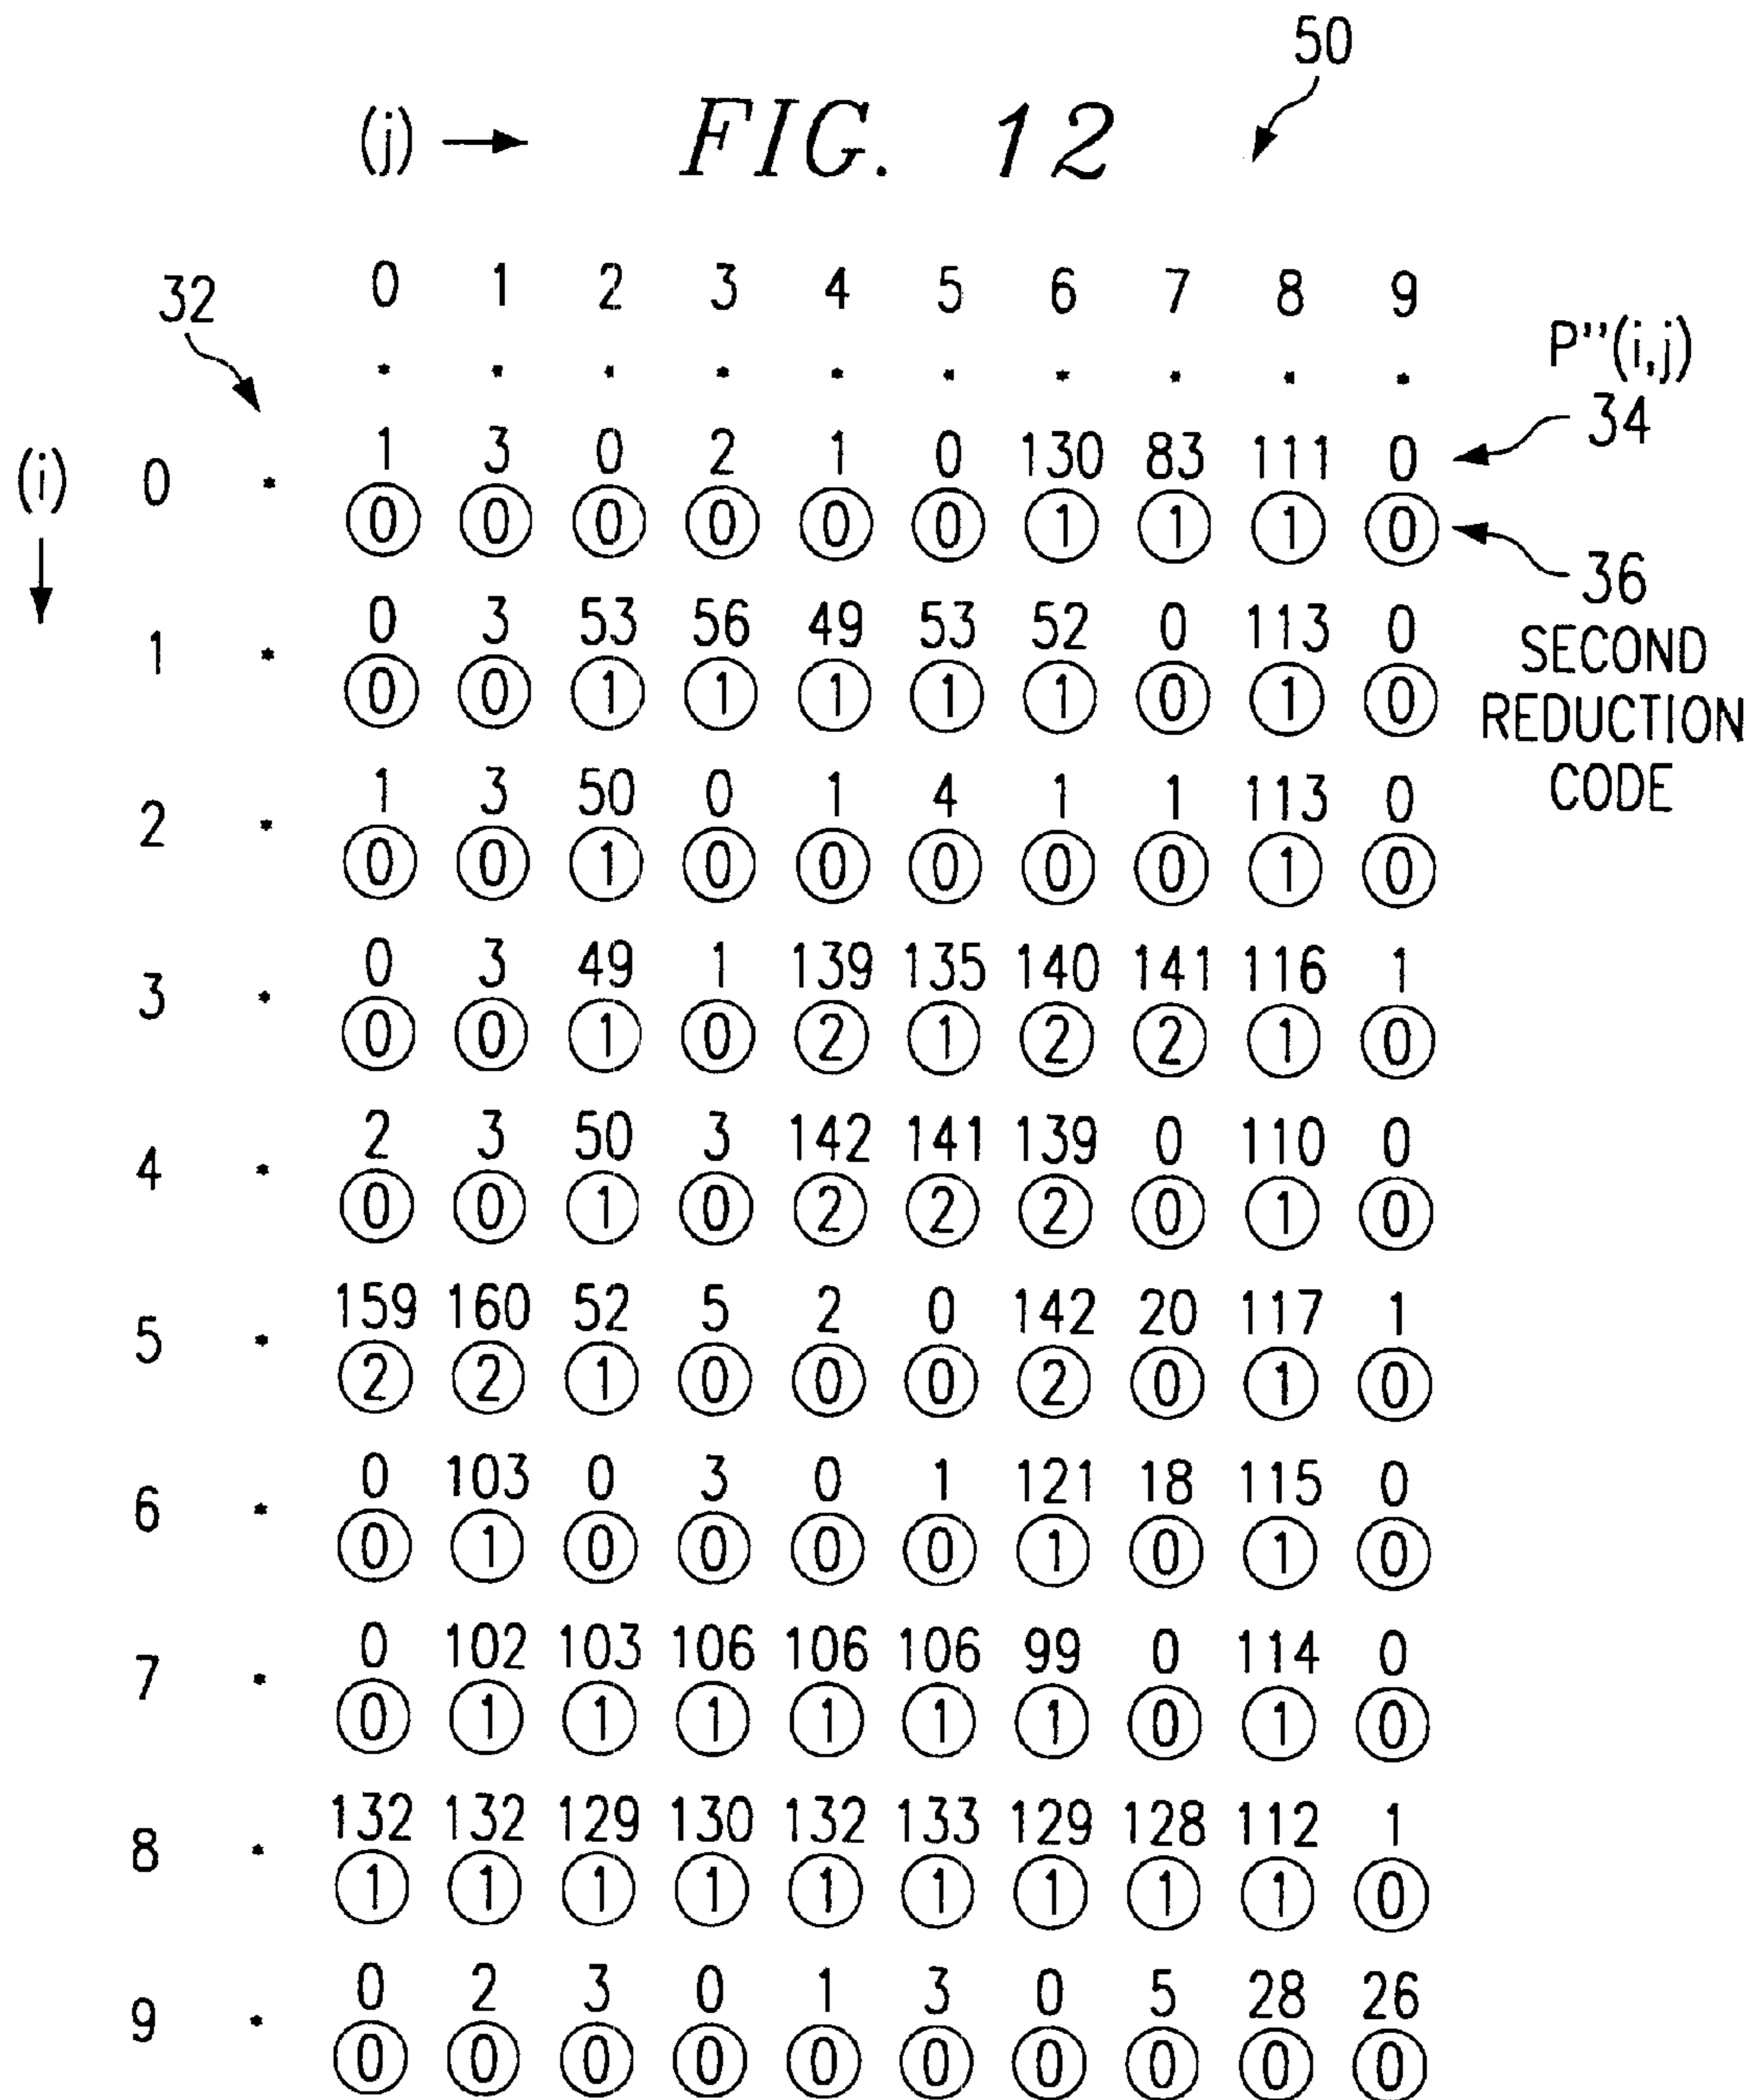 50
(j) FIG. 12
32 0 1 2 3 4 5 6 7 8 9
P"(i,j)
34
(i) 0 1 3 0 2 1 0 130 83 111 0
0 0 0 0 0 0 1 1 1 0
36
1 0 3 53 56 49 53 52 0 113 0
SECOND
0 0 1 1 1 1 1 0 1 0
REDUCTION
2 1 3 50 0 1 4 1 1 113 0
CODE
0 0 1 0 0 0 0 0 1 0
3 0 3 49 1 139 135 140 141 116 1
0 0 1 0 2 1 2 2 1 0
4 2 3 50 3 142 141 139 0 110 0
0 0 1 0 2 2 2 0 1 0
5 159 160 52 5 2 0 142 20 117 1
2 2 1 0 0 0 2 0 1 0
6 0 103 0 3 0 1 121 18 115 0
0 1 0 0 0 0 1 0 1 0
7 0 102 103 106 106 106 99 0 114 0
0 1 1 1 1 1 1 0 1 0
8 132 132 129 130 132 133 129 128 112 1
1 1 1 1 1 1 1 1 1 0
9 0 2 3 0 1 3 0 5 28 26
0 0 0 0 0 0 0 0 0 0